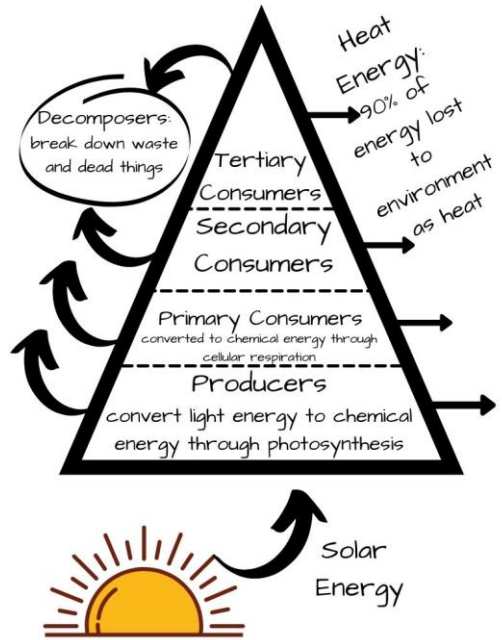 Heat
Energy:
90% of
energy lost
to
environment
as heat
Decomposers:
break down waste
and dead things
Tertiary
Consumers
Secondary
Consumers
Primary Consumers
converted to chemical energy through
cellular respiration
Producers
convert light energy to chemical
energy through photosynthesis
Solar
Energy